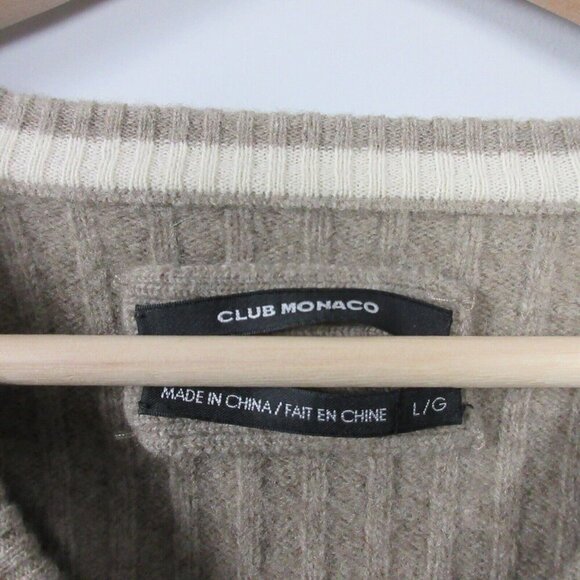 CLUB MONACO
MADE IN CHINA / FAIT EN CHINE L/G